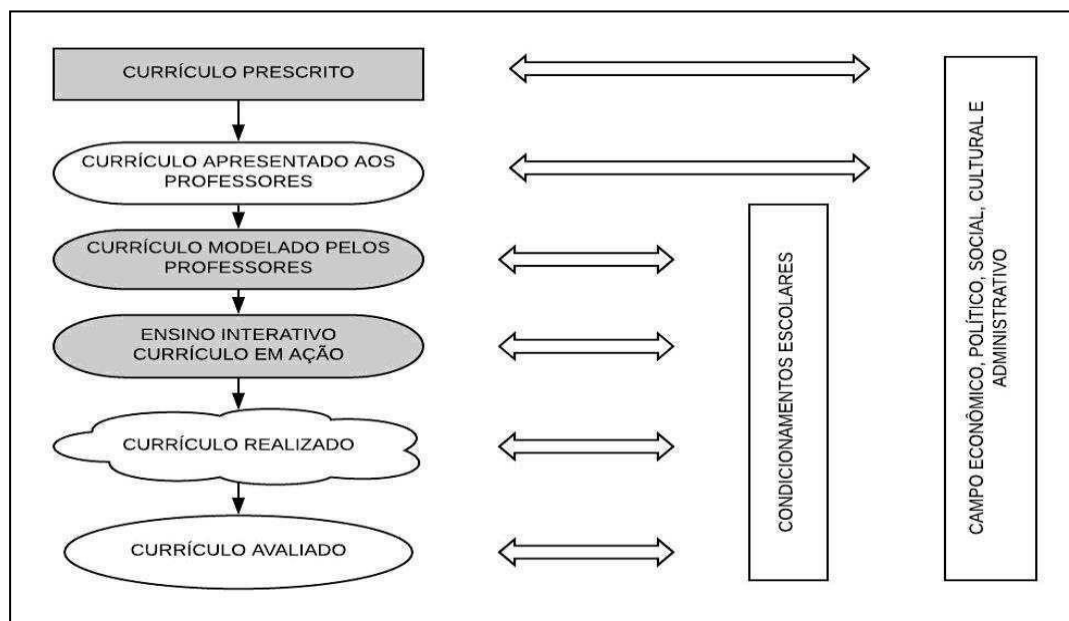 CURRÍCULO PRESCRITO
CURRÍCULO APRESENTADO AOS
PROFESSORES
CURRÍCULO MODELADO PELOS
PROFESSORES
ENSINO INTERATIVO
CURRÍCULO EM AÇÃO
CURRÍCULO REALIZADO
CURRÍCULO AVALIADO
CONDICIONAMENTOS ESCOLARES
CAMPO ECONÔMICO, POLÍTICO, SOCIAL, CULTURAL E
ADMINISTRATIVO